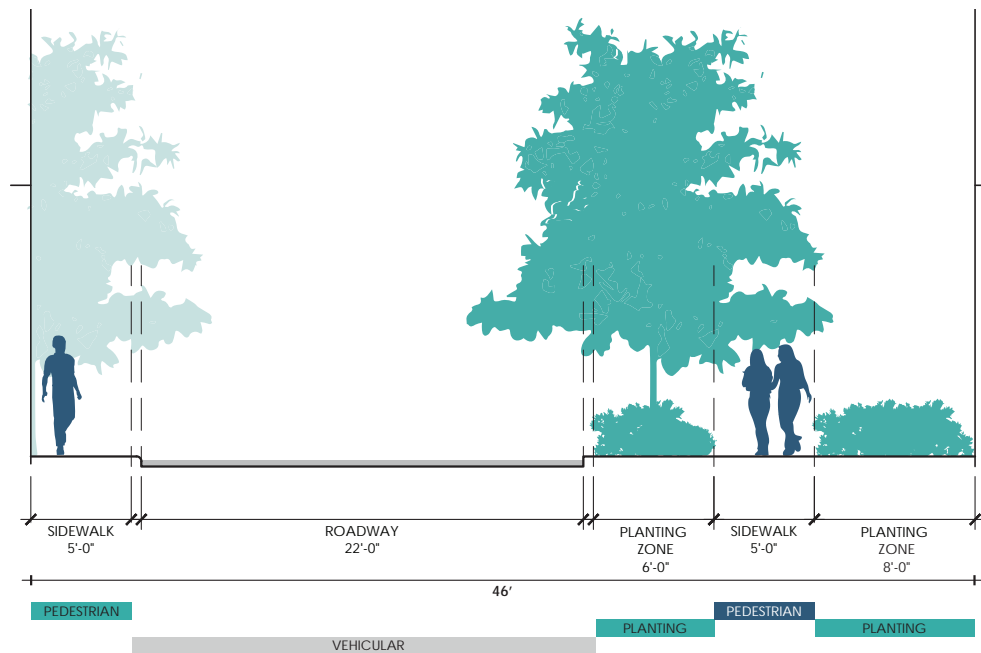 SIDEWALK
5'-0"
ROADWAY
22'-0"
PLANTING
ZONE
6'-0"
SIDEWALK
5'-0"
PLANTING
ZONE
8'-0"
46'
PEDESTRIAN
PEDESTRIAN
PLANTING
PLANTING
VEHICULAR